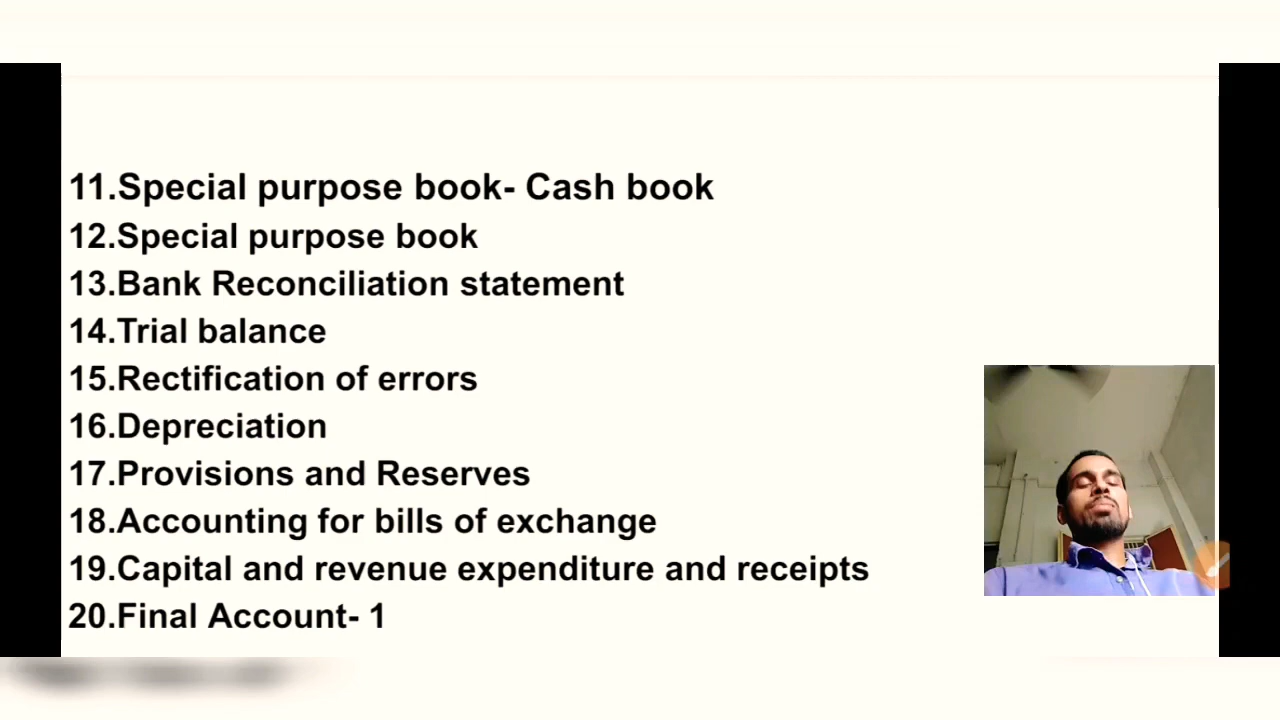 11.Special purpose book- Cash book
12.Special purpose book
13.Bank Reconciliation statement
14.Trial balance
15.Rectification of errors
16.Depreciation
17.Provisions and Reserves
18.Accounting for bills of exchange
19.Capital and revenue expenditure and receipts
20.Final Account- 1